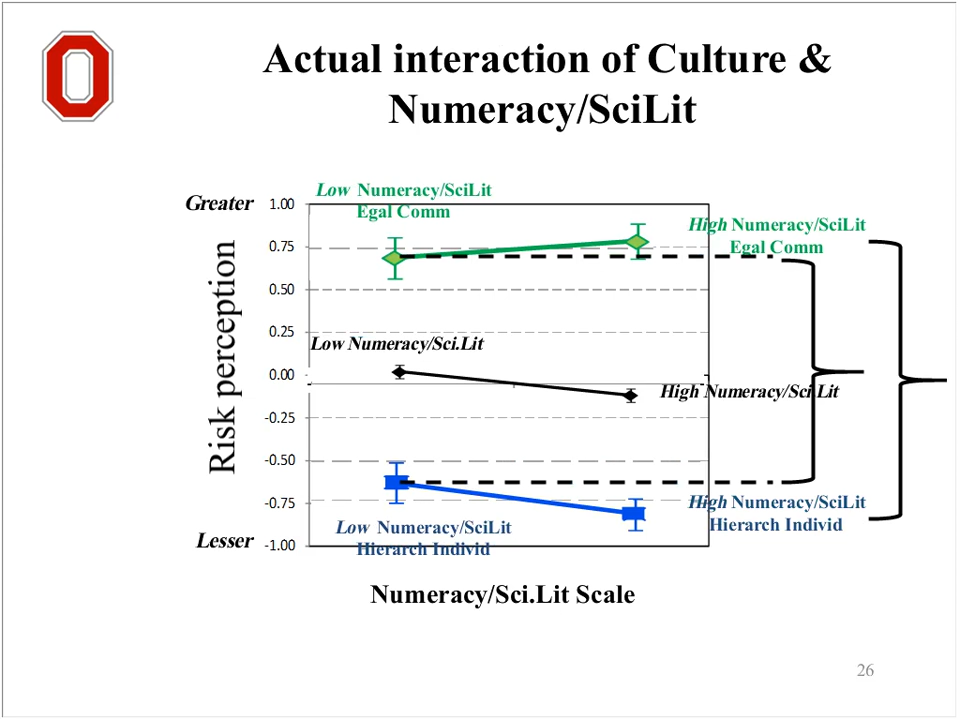 Actual interaction of Culture &
Numeracy/SciLit
Low Numeracy/SciLit
Egal Comm
Greater
1.00
High Numeracy/SciLit
Egal Comm
0.75
0.50
0.25
Low Numeracy/Sci.Lit
0.00
High Numeracy/Sci.Lit
-0.25
-0.50
-0.75
High Numeracy/SciLit
Hierarch Individ
Low Numeracy/SciLit
Hierarch Individ
Lesser
-1.00
Risk perception
Numeracy/Sci.Lit Scale
26